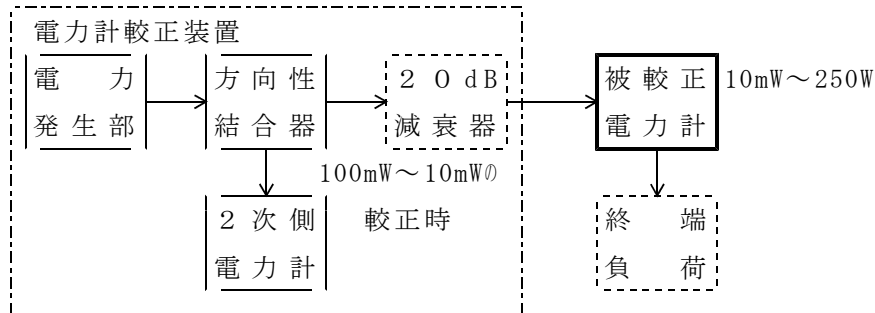 電力計較正装置
電力
発生部
方向性
結合器
２０dB
減衰器
被較正
電力計
10mW～250W
100mW～10mWの
較正時
２次側
電力計
終端
負荷